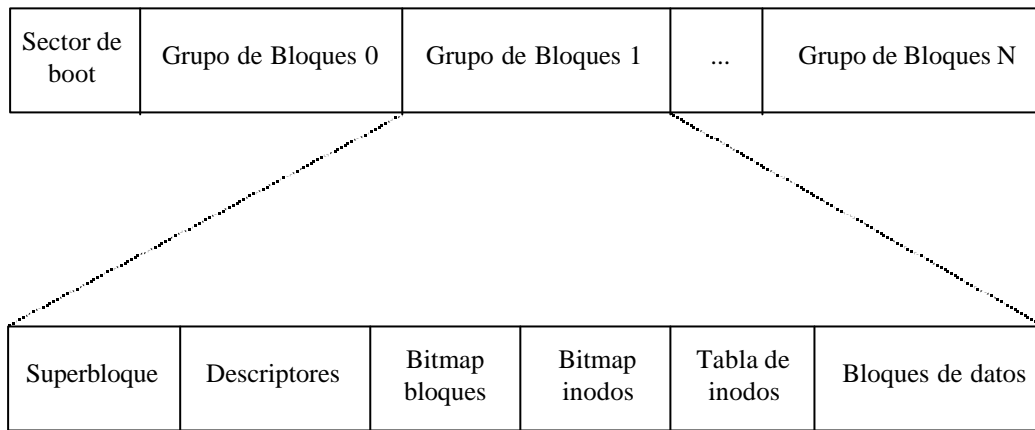 Sector de
boot
Grupo de Bloques 0
Grupo de Bloques 1
...
Grupo de Bloques N
Superbloque
Descriptores
Bitmap
bloques
Bitmap
inodos
Tabla de
inodos
Bloques de datos